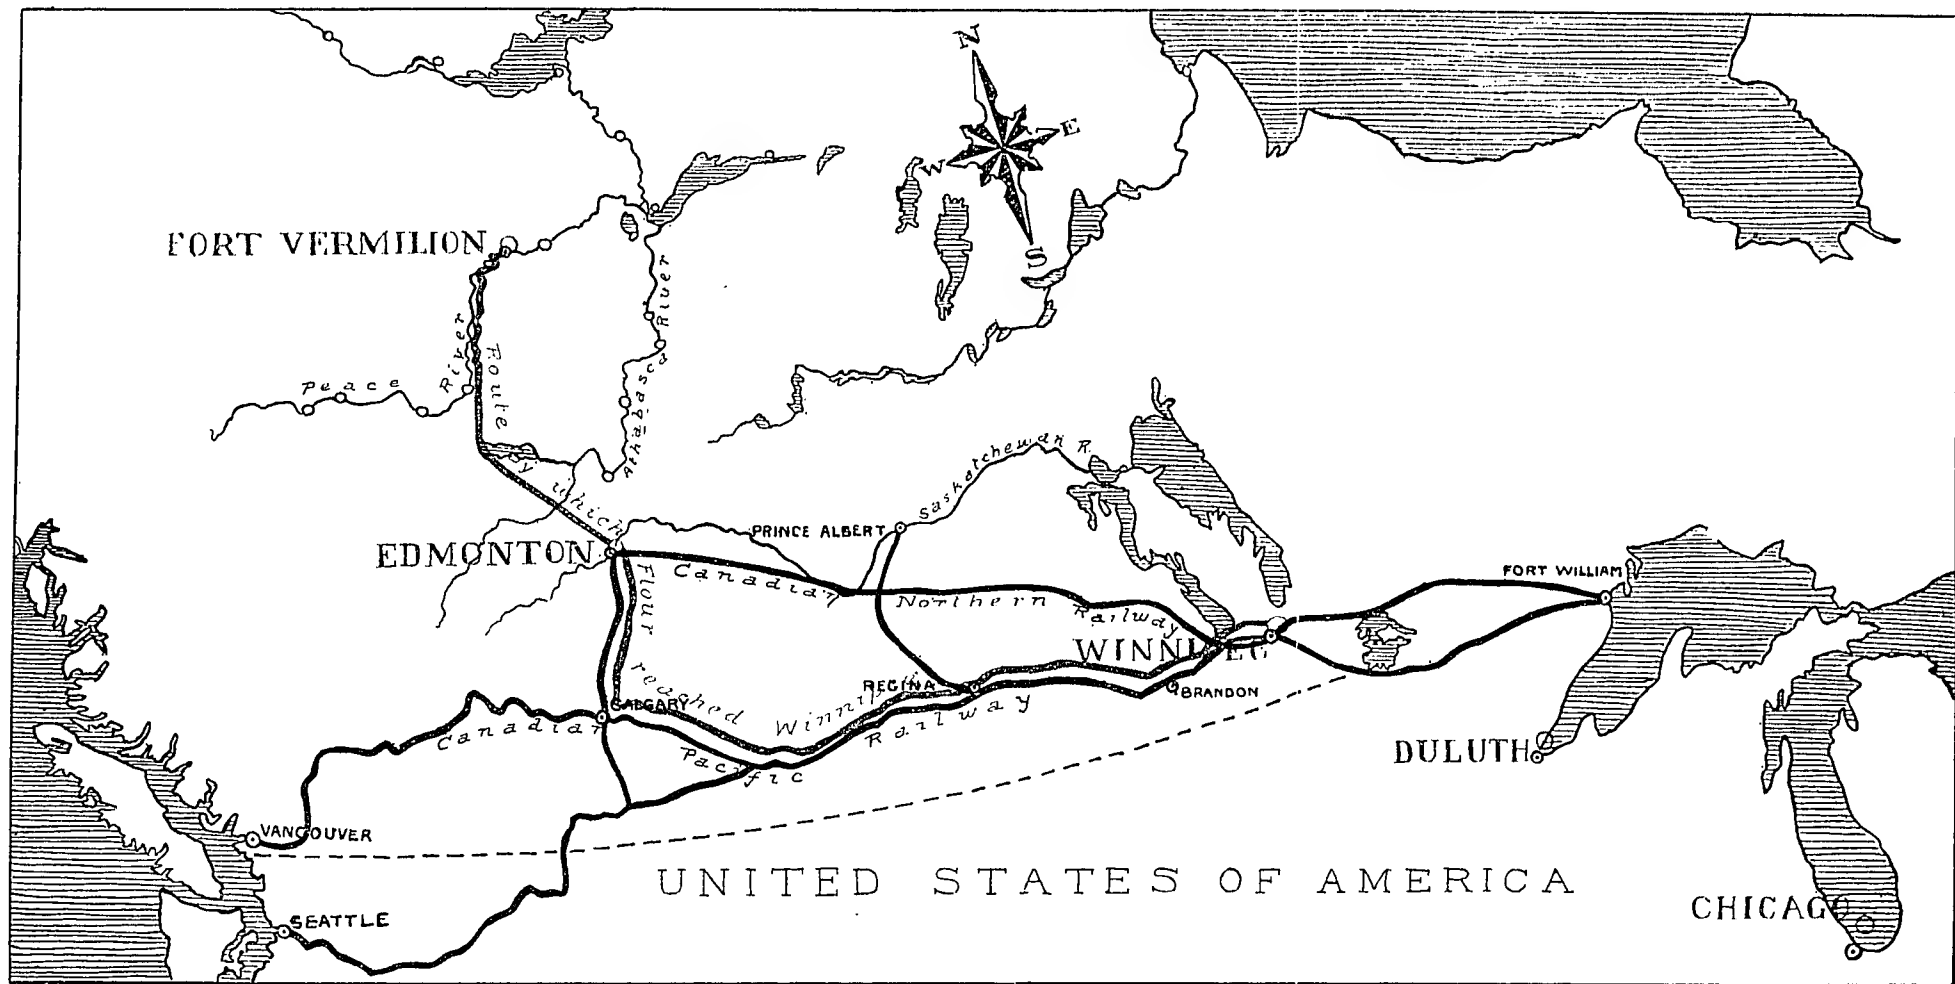 N
E
W
S
FORT VERMILION
Peace River
Athabasca River
Route by which Flour reached Winnipeg
Saskatchewan R.
PRINCE ALBERT
EDMONTON
Canadian Northern Railway
FORT WILLIAM
WINNIPEG
REGINA
BRANDON
CALGARY
Canadian Pacific Railway
DULUTH
VANCOUVER
UNITED STATES OF AMERICA
SEATTLE
CHICAGO